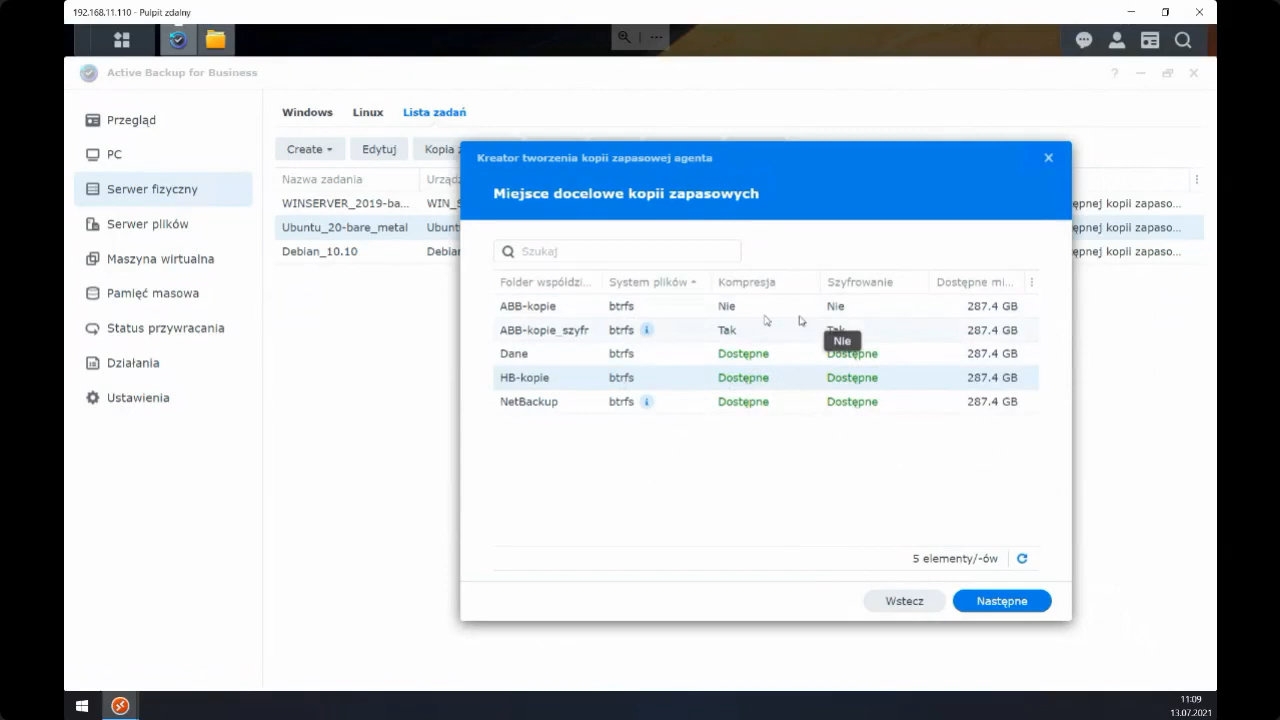 192.168.11.110 - Pulpit zdalny
Active Backup for Business
?
Przegląd
PC
Serwer fizyczny
Serwer plików
Maszyna wirtualna
Pamięć masowa
Status przywracania
Działania
Ustawienia
Windows Linux Lista zadań
Create Edytuj Kopia
Nazwa zadania
WINSERVER_2019-ba... WIN_S ępnej kopii zapaso...
Ubuntu_20-bare_metal Ubunt ępnej kopii zapaso...
Debian_10.10 Debia ępnej kopii zapaso...
Kreator tworzenia kopii zapasowej agenta
Miejsce docelowe kopii zapasowych
Szukaj
Folder współdzi... System plików Kompresja Szyfrowanie Dostępne mi...
ABB-kopie btrfs Nie Nie 287.4 GB
ABB-kopie_szyfr btrfs Tak Tak 287.4 GB
Nie
Dane btrfs Dostępne Dostępne 287.4 GB
HB-kopie btrfs Dostępne Dostępne 287.4 GB
NetBackup btrfs Dostępne Dostępne 287.4 GB
5 elementy/-ów
Wstecz Następne
11:09
13.07.2021